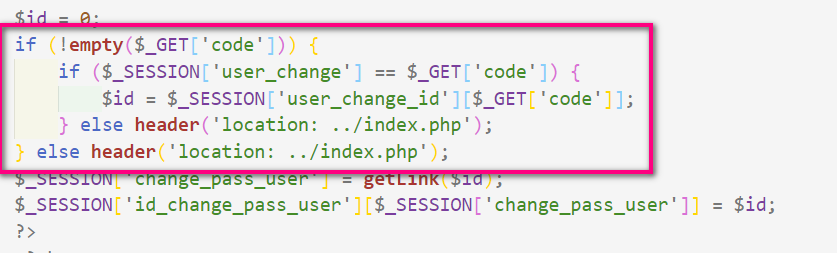 $id = 0;
if (!empty($_GET['code'])) {
if ($_SESSION['user_change'] == $_GET['code']) {
$id = $_SESSION['user_change_id'][$_GET['code']];
} else header('location: ../index.php');
} else header('location: ../index.php');
$_SESSION['change_pass_user'] = getLink($id);
$_SESSION['id_change_pass_user'][$_SESSION['change_pass_user']] = $id;
?>